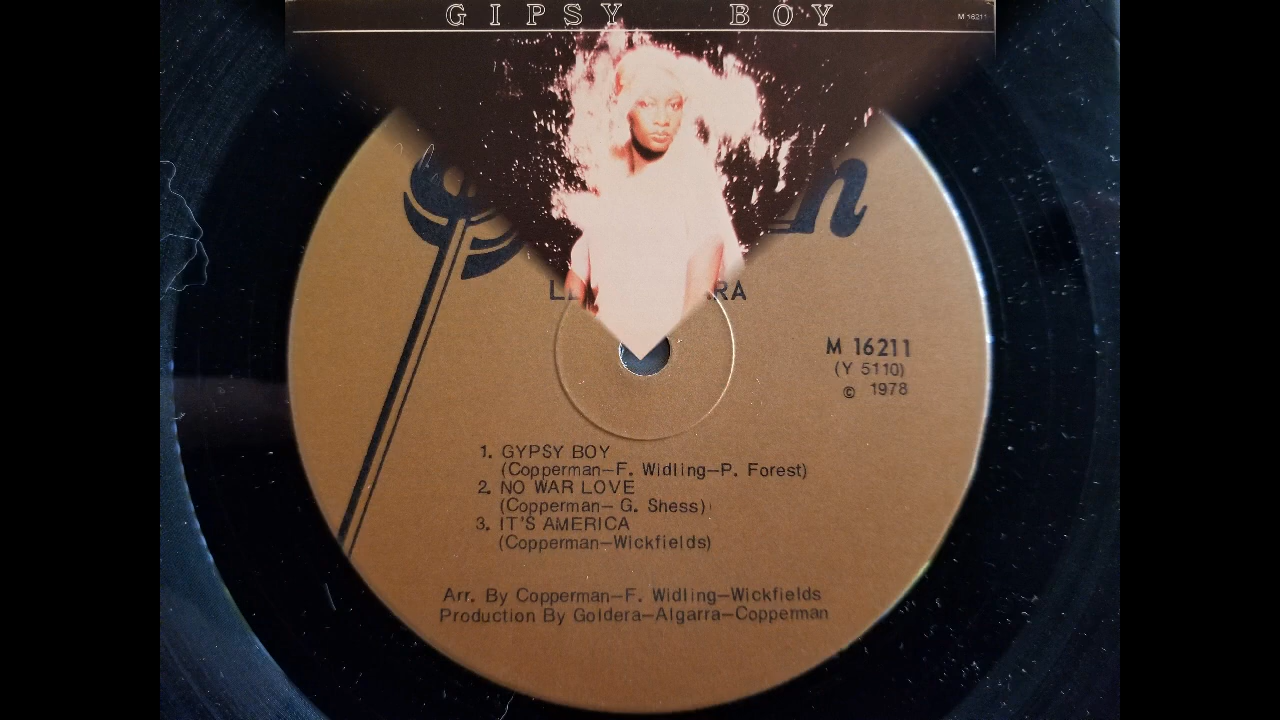 GIPSY BOY
M 16211
M 16211
(Y 5110)
© 1978
1. GYPSY BOY
(Copperman–F. Widling–P. Forest)
2. NO WAR LOVE
(Copperman– G. Shess)
3. IT'S AMERICA
(Copperman–Wickfields)
Arr. By Copperman–F. Widling–Wickfields
Production By Goldera–Algarra–Copperman